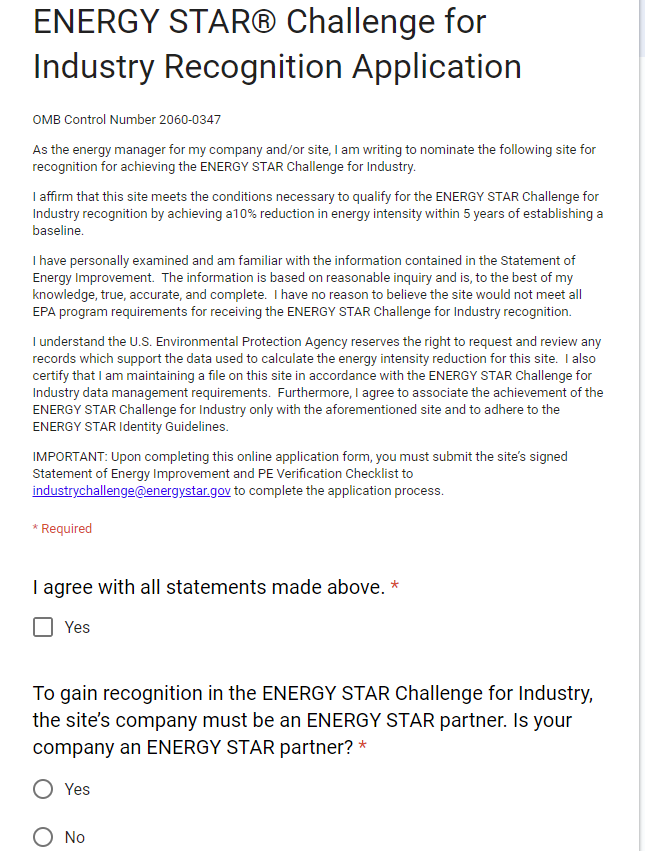 ENERGY STAR® Challenge for
Industry Recognition Application
OMB Control Number 2060-0347
As the energy manager for my company and/or site, I am writing to nominate the following site for
recognition for achieving the ENERGY STAR Challenge for Industry.
I affirm that this site meets the conditions necessary to qualify for the ENERGY STAR Challenge for
Industry recognition by achieving a10% reduction in energy intensity within 5 years of establishing a
baseline.
I have personally examined and am familiar with the information contained in the Statement of
Energy Improvement.  The information is based on reasonable inquiry and is, to the best of my
knowledge, true, accurate, and complete.  I have no reason to believe the site would not meet all
EPA program requirements for receiving the ENERGY STAR Challenge for Industry recognition.
I understand the U.S. Environmental Protection Agency reserves the right to request and review any
records which support the data used to calculate the energy intensity reduction for this site.  I also
certify that I am maintaining a file on this site in accordance with the ENERGY STAR Challenge for
Industry data management requirements.  Furthermore, I agree to associate the achievement of the
ENERGY STAR Challenge for Industry only with the aforementioned site and to adhere to the
ENERGY STAR Identity Guidelines.
IMPORTANT: Upon completing this online application form, you must submit the site's signed
Statement of Energy Improvement and PE Verification Checklist to
industrychallenge@energystar.gov to complete the application process.
* Required
I agree with all statements made above. *
Yes
To gain recognition in the ENERGY STAR Challenge for Industry,
the site's company must be an ENERGY STAR partner. Is your
company an ENERGY STAR partner? *
Yes
No